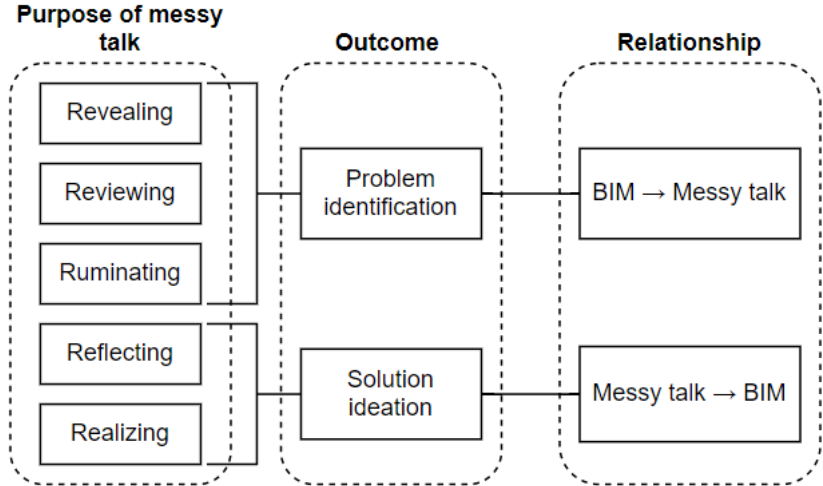 Purpose of messy
talk
Outcome
Relationship
Revealing
Reviewing
Ruminating
Reflecting
Realizing
Problem
identification
Solution
ideation
BIM → Messy talk
Messy talk → BIM